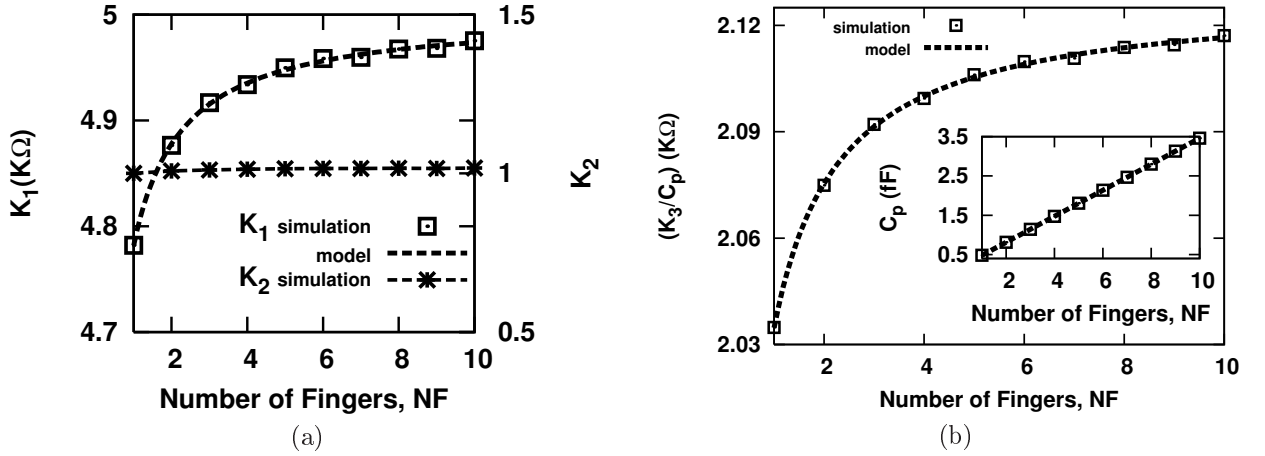 5
4.9
4.8
4.7
K1(KΩ)
1.5
1
0.5
K2
K1 simulation
model
K2 simulation
2 4 6 8 10
Number of Fingers, NF
(a)
2.12
2.09
2.06
2.03
(K3/Cp) (KΩ)
simulation
model
3.5
2.5
1.5
0.5
Cp (fF)
2 4 6 8 10
Number of Fingers, NF
2 4 6 8 10
Number of Fingers, NF
(b)